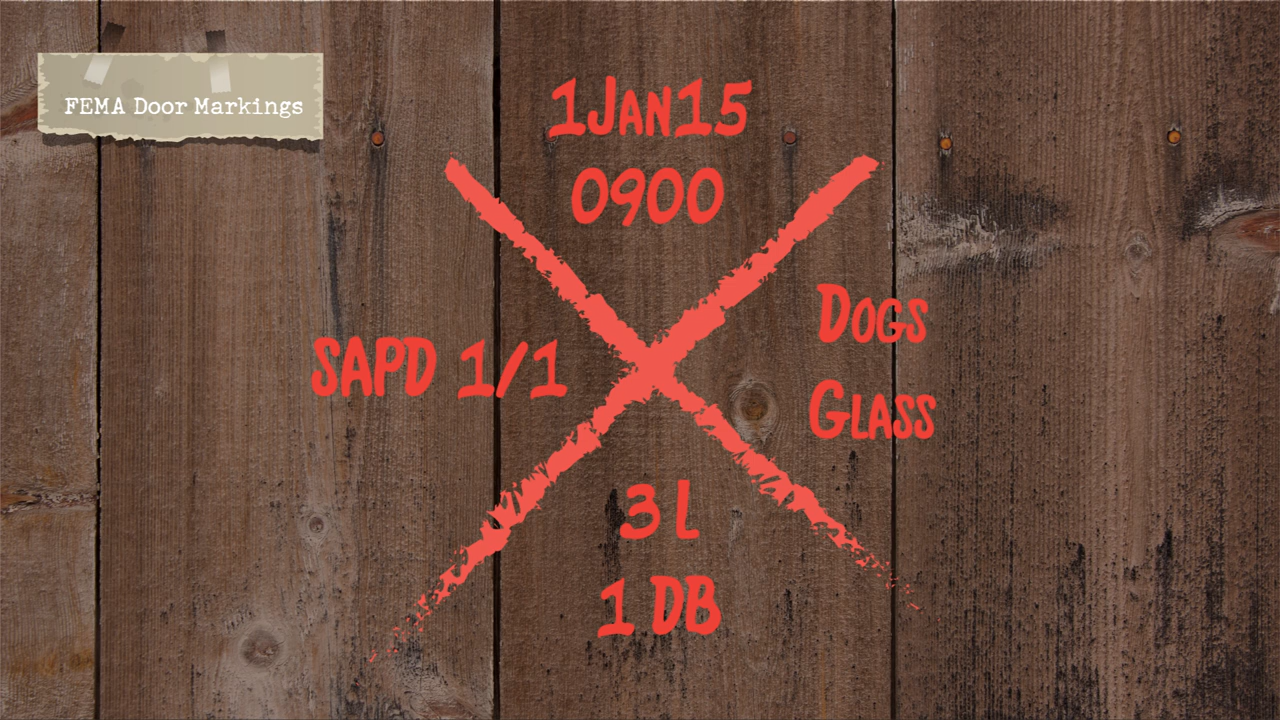 FEMA Door Markings
1Jan15
0900
SAPD 1/1
Dogs
Glass
3 L
1 DB